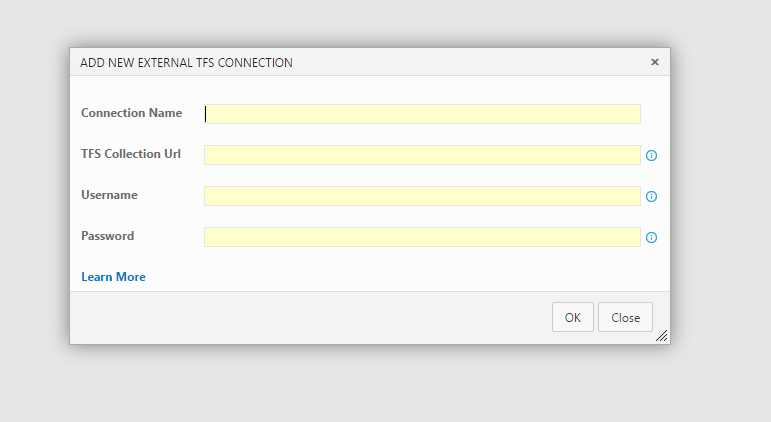 ADD NEW EXTERNAL TFS CONNECTION
Connection Name
TFS Collection Url
Username
Password
Learn More
OK Close